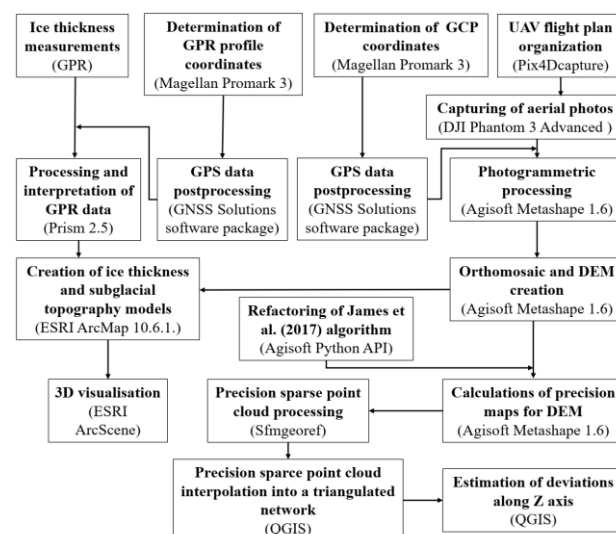 Ice thickness
measurements
(GPR)
Determination of
GPR profile
coordinates
(Magellan Promark 3)
Determination of GCP
coordinates
(Magellan Promark 3)
UAV flight plan
organization
(Pix4Dcapture)
Capturing of aerial photos
(DJI Phantom 3 Advanced )
Processing and
interpretation of
GPR data
(Prism 2.5)
GPS data
postprocessing
(GNSS Solutions
software package)
GPS data
postprocessing
(GNSS Solutions
software package)
Photogrammetric
processing
(Agisoft Metashape 1.6)
Creation of ice thickness
and subglacial
topography models
(ESRI ArcMap 10.6.1.)
Orthomosaic and DEM
creation
(Agisoft Metashape 1.6)
Refactoring of James
et al. (2017) algorithm
(Agisoft Python API)
3D visualisation
(ESRI
ArcScene)
Precision sparse point
cloud processing
(Sfmgeoref)
Calculations of precision
maps for DEM
(Agisoft Metashape 1.6)
Precision sparce point cloud
interpolation into a triangulated
network
(QGIS)
Estimation of deviations
along Z axis
(QGIS)